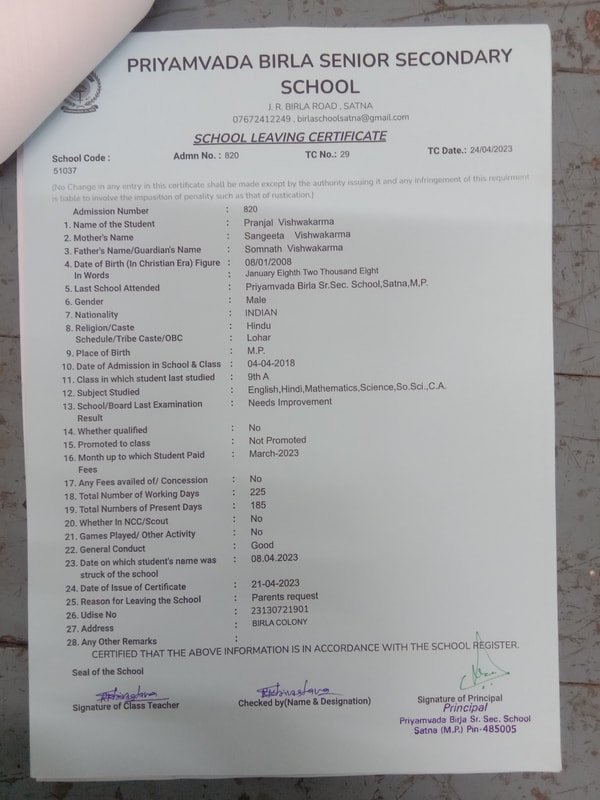 PRIYAMVADA BIRLA SENIOR SECONDARY
SCHOOL
J. R. BIRLA ROAD , SATNA
07672412249 , birlaschoolsatna@gmail.com
SCHOOL LEAVING CERTIFICATE
School Code : 51037 Admn No. : 820 TC No.: 29 TC Date.: 24/04/2023
[No Change in any entry in this certificate shall be made except by the authority issuing it and any infringement of this requirment
is liable to involve the imposition of penality such as that of rustication.]
Admission Number : 820
1. Name of the Student : Pranjal Vishwakarma
2. Mother's Name : Sangeeta Vishwakarma
3. Father's Name/Guardian's Name : Somnath Vishwakarma
4. Date of Birth (In Christian Era) Figure : 08/01/2008
In Words : January Eighth Two Thousand Eight
5. Last School Attended : Priyamvada Birla Sr.Sec. School,Satna,M.P.
6. Gender : Male
7. Nationality : INDIAN
8. Religion/Caste : Hindu
Schedule/Tribe Caste/OBC : Lohar
9. Place of Birth : M.P.
10. Date of Admission in School & Class : 04-04-2018
11. Class in which student last studied : 9th A
12. Subject Studied : English,Hindi,Mathematics,Science,So.Sci.,C.A.
13. School/Board Last Examination : Needs Improvement
Result
14. Whether qualified : No
15. Promoted to class : Not Promoted
16. Month up to which Student Paid : March-2023
Fees
17. Any Fees availed of/ Concession : No
18. Total Number of Working Days : 225
19. Total Number of Present Days : 185
20. Whether In NCC/Scout : No
21. Games Played/ Other Activity : No
22. General Conduct : Good
23. Date on which student's name was : 08.04.2023
struck of the school
24. Date of Issue of Certificate : 21-04-2023
25. Reason for Leaving the School : Parents request
26. Udise No : 23130721901
27. Address : BIRLA COLONY
28. Any Other Remarks :
CERTIFIED THAT THE ABOVE INFORMATION IS IN ACCORDANCE WITH THE SCHOOL REGISTER.
Seal of the School
Signature of Class Teacher Checked by(Name & Designation) Signature of Principal
Principal
Priyamvada Birla Sr. Sec. School
Satna (M.P.) Pin-485005